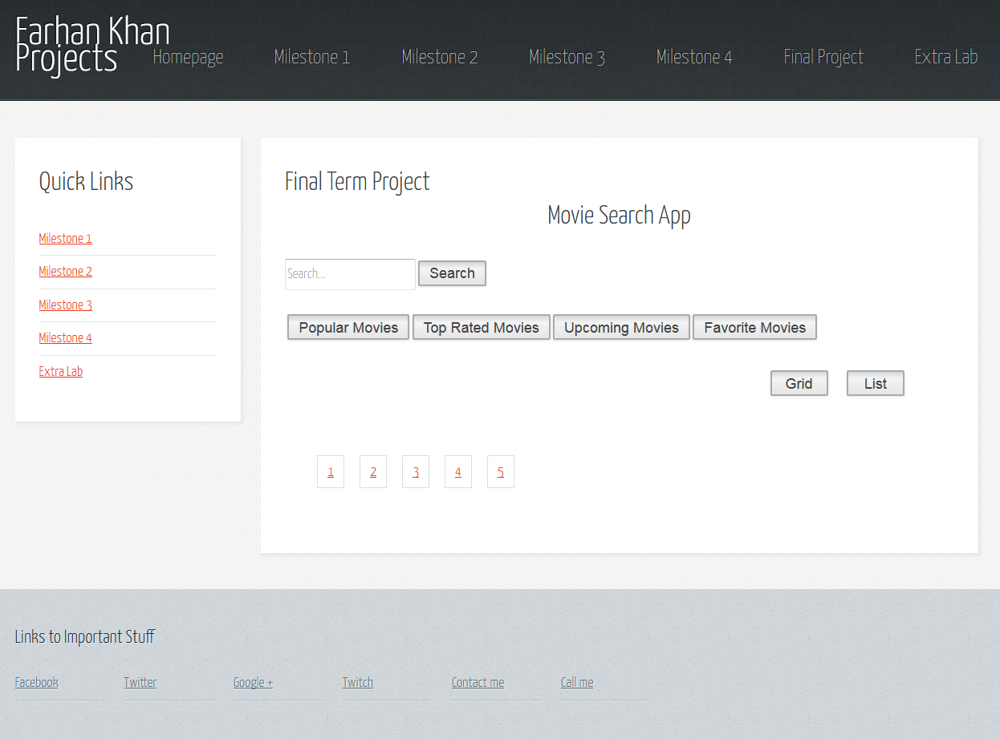 Farhan Khan
Projects
Homepage Milestone 1 Milestone 2 Milestone 3 Milestone 4 Final Project Extra Lab
Quick Links
Milestone 1
Milestone 2
Milestone 3
Milestone 4
Extra Lab
Final Term Project
Movie Search App
Search... Search
Popular Movies Top Rated Movies Upcoming Movies Favorite Movies
Grid List
1 2 3 4 5
Links to Important Stuff
Facebook Twitter Google + Twitch Contact me Call me